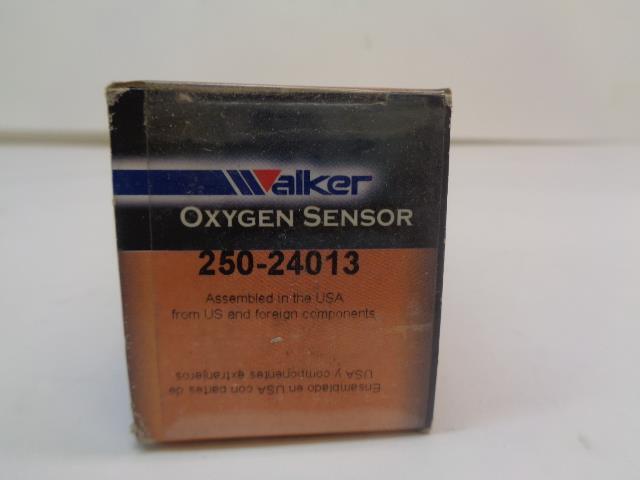 Walker
OXYGEN SENSOR
250-24013
Assembled in the USA
from US and foreign components
Ensamblado en USA con partes de
USA y componentes extranjeros